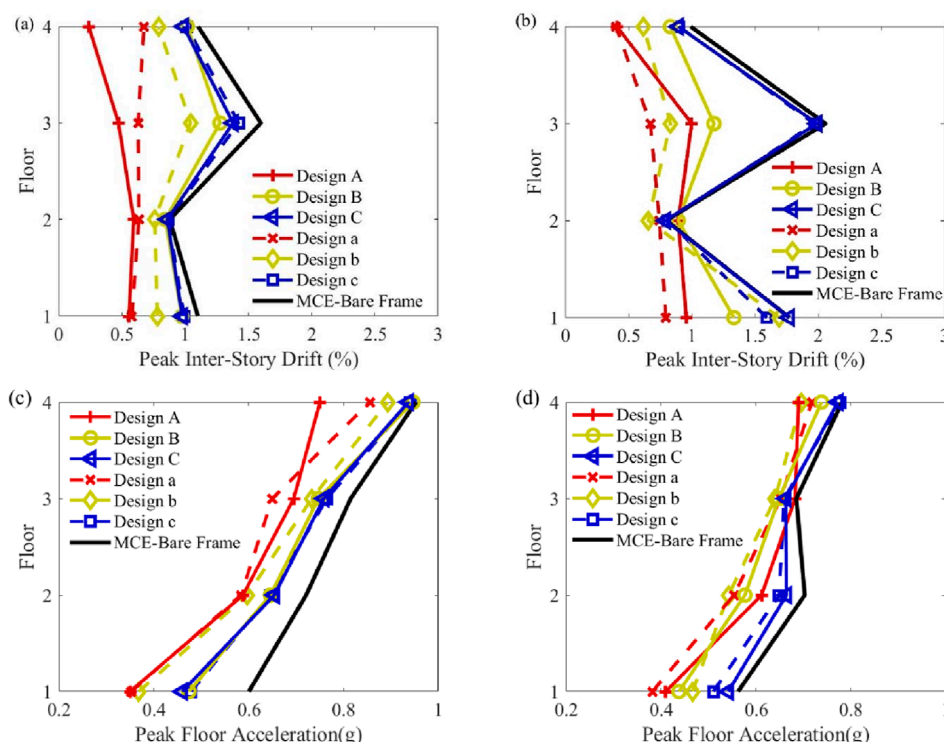 (a)
4
3
2
1
Floor
Design A
Design B
Design C
Design a
Design b
Design c
MCE-Bare Frame
0 0.5 1 1.5 2 2.5 3
Peak Inter-Story Drift (%)
(b)
4
3
2
1
Floor
Design A
Design B
Design C
Design a
Design b
Design c
MCE-Bare Frame
0 0.5 1 1.5 2 2.5 3
Peak Inter-Story Drift (%)
(c)
4
3
2
1
Floor
Design A
Design B
Design C
Design a
Design b
Design c
MCE-Bare Frame
0.2 0.4 0.6 0.8 1
Peak Floor Acceleration(g)
(d)
4
3
2
1
Floor
Design A
Design B
Design C
Design a
Design b
Design c
MCE-Bare Frame
0.2 0.4 0.6 0.8 1
Peak Floor Acceleration(g)